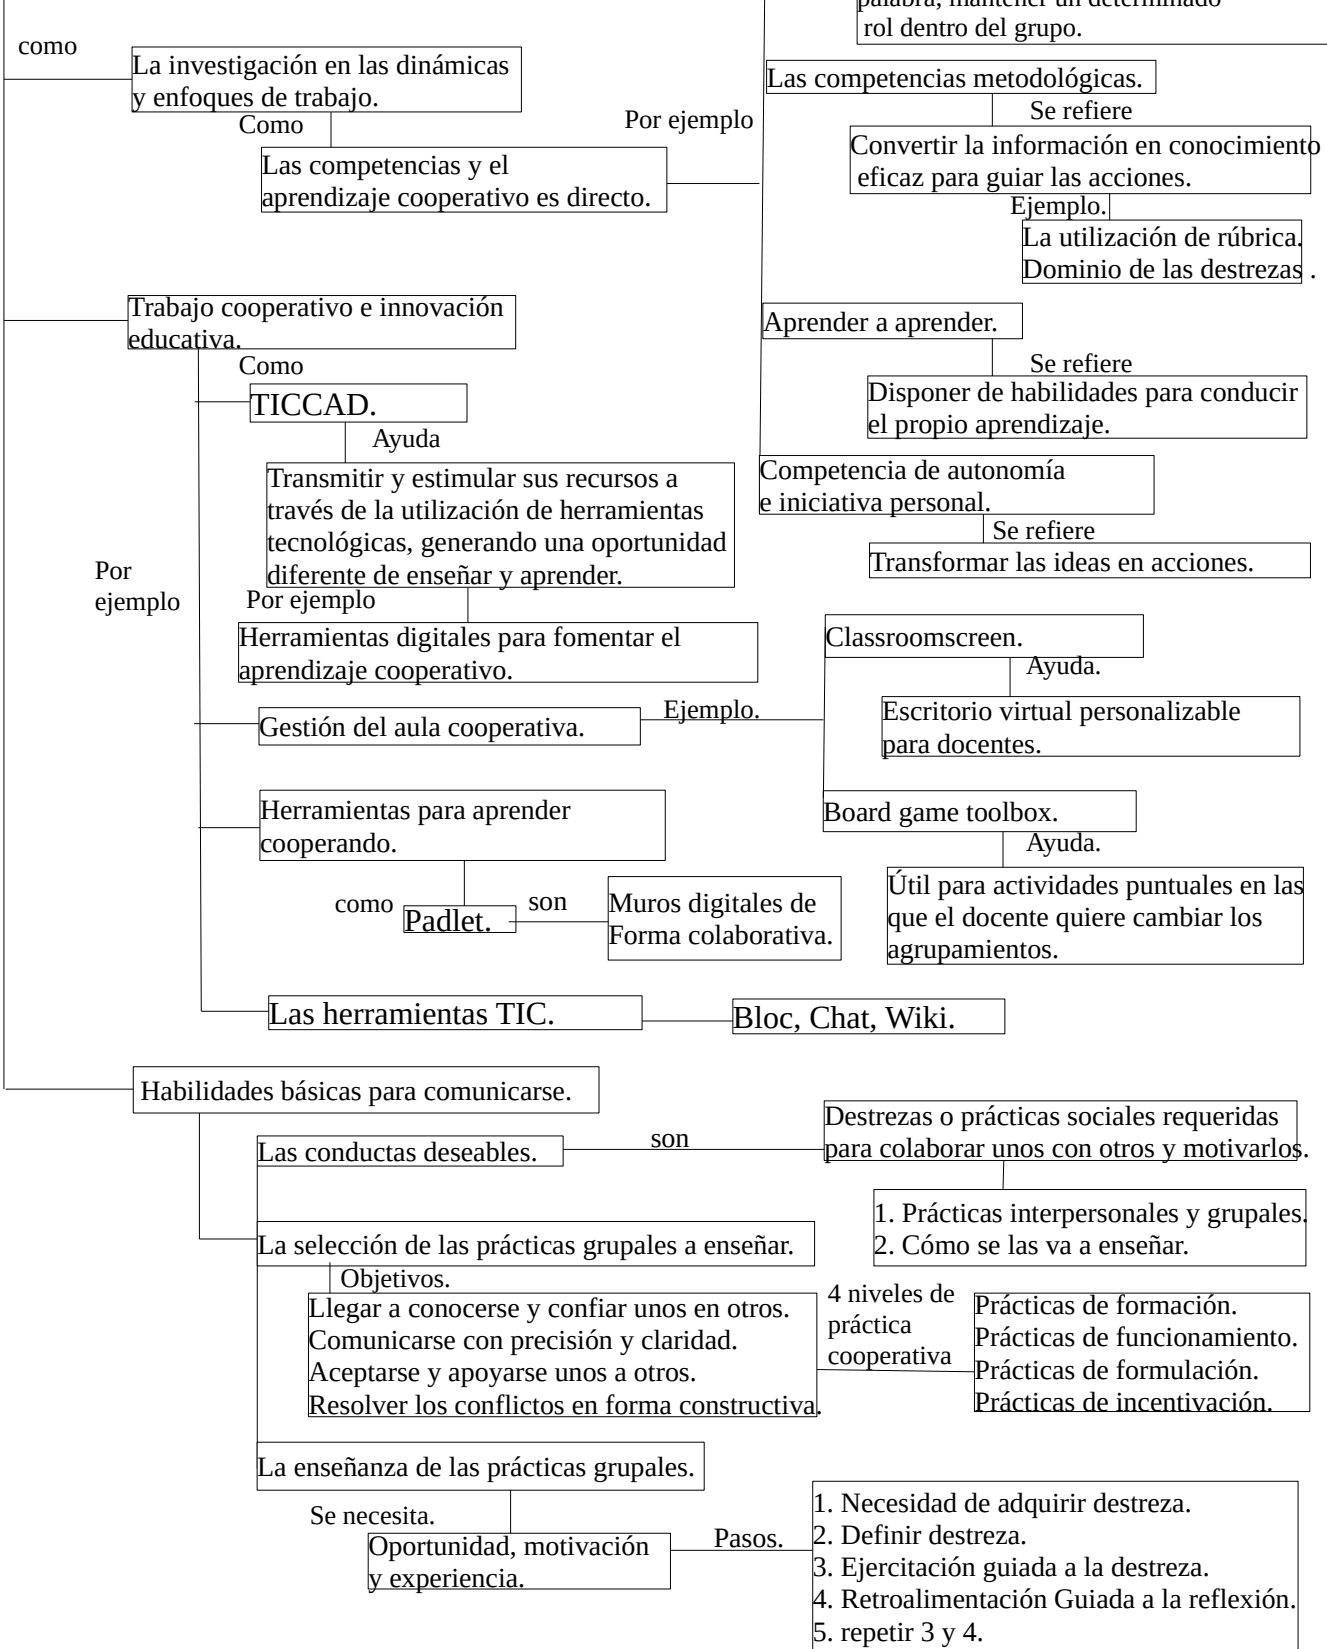 palabra, mantener un determinado
rol dentro del grupo.
como
La investigación en las dinámicas
y enfoques de trabajo.
Como
Las competencias y el
aprendizaje cooperativo es directo.
Por ejemplo
Las competencias metodológicas.
Se refiere
Convertir la información en conocimiento
eficaz para guiar las acciones.
Ejemplo.
La utilización de rúbrica.
Dominio de las destrezas .
Aprender a aprender.
Se refiere
Disponer de habilidades para conducir
el propio aprendizaje.
Competencia de autonomía
e iniciativa personal.
Se refiere
Transformar las ideas en acciones.
Trabajo cooperativo e innovación
educativa.
Como
TICCAD.
Ayuda
Transmitir y estimular sus recursos a
través de la utilización de herramientas
tecnológicas, generando una oportunidad
diferente de enseñar y aprender.
Por ejemplo
Herramientas digitales para fomentar el
aprendizaje cooperativo.
Por
ejemplo
Gestión del aula cooperativa.
Ejemplo.
Classroomscreen.
Ayuda.
Escritorio virtual personalizable
para docentes.
Board game toolbox.
Ayuda.
Útil para actividades puntuales en las
que el docente quiere cambiar los
agrupamientos.
Herramientas para aprender
cooperando.
como
Padlet.
son
Muros digitales de
Forma colaborativa.
Las herramientas TIC.
Bloc, Chat, Wiki.
Habilidades básicas para comunicarse.
Las conductas deseables.
son
Destrezas o prácticas sociales requeridas
para colaborar unos con otros y motivarlos.
1. Prácticas interpersonales y grupales.
2. Cómo se las va a enseñar.
La selección de las prácticas grupales a enseñar.
Objetivos.
Llegar a conocerse y confiar unos en otros.
Comunicarse con precisión y claridad.
Aceptarse y apoyarse unos a otros.
Resolver los conflictos en forma constructiva.
4 niveles de
práctica
cooperativa
Prácticas de formación.
Prácticas de funcionamiento.
Prácticas de formulación.
Prácticas de incentivación.
La enseñanza de las prácticas grupales.
Se necesita.
Oportunidad, motivación
y experiencia.
Pasos.
1. Necesidad de adquirir destreza.
2. Definir destreza.
3. Ejercitación guiada a la destreza.
4. Retroalimentación Guiada a la reflexión.
5. repetir 3 y 4.